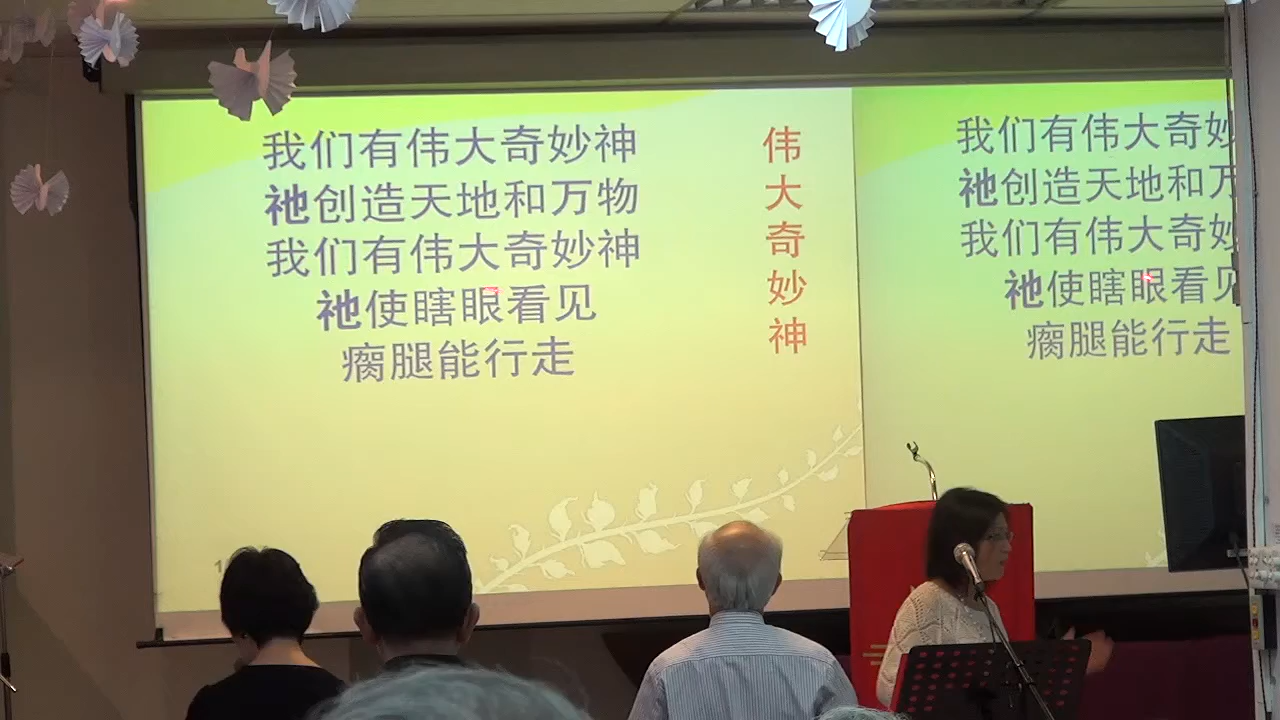 我们有伟大奇妙神
祂创造天地和万物
我们有伟大奇妙神
祂使瞎眼看见
瘸腿能行走
伟大奇妙神
我们有伟大奇妙
祂创造天地和万
我们有伟大奇妙
祂使瞎眼看见
瘸腿能行走